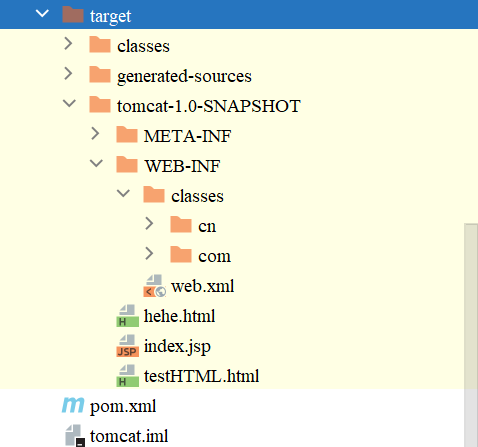 target
classes
generated-sources
tomcat-1.0-SNAPSHOT
META-INF
WEB-INF
classes
cn
com
web.xml
H hehe.html
JSP index.jsp
H testHTML.html
m pom.xml
tomcat.iml